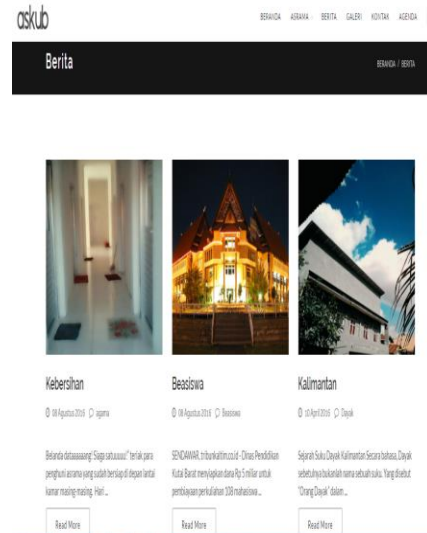 askub
BERANDA ASRAMA BERITA GALERI KONTAK AGENDA
Berita
BERANDA / BERITA
Kebersihan
08 Agustus 2016 agama
Belanda dataaaaang! Siaga satuuuuu!" teriak para
penghuni asrama yang sudah bersiap di depan lantai
kamar masing-masing. Hari ...
Read More
Beasiswa
08 Agustus 2016 Beasiswa
SENDAWAR, tribunkaltim.co.id - Dinas Pendidikan
Kutai Barat menyiapkan dana Rp 5 miliar untuk
pembiayaan perkuliahan 108 mahasiswa ...
Read More
Kalimantan
10 April 2016 Dayak
Sejarah Suku Dayak Kalimantan Secara bahasa, Dayak
sebetulnya bukanlah nama sebuah suku. Yang disebut
"Orang Dayak" dalam ...
Read More